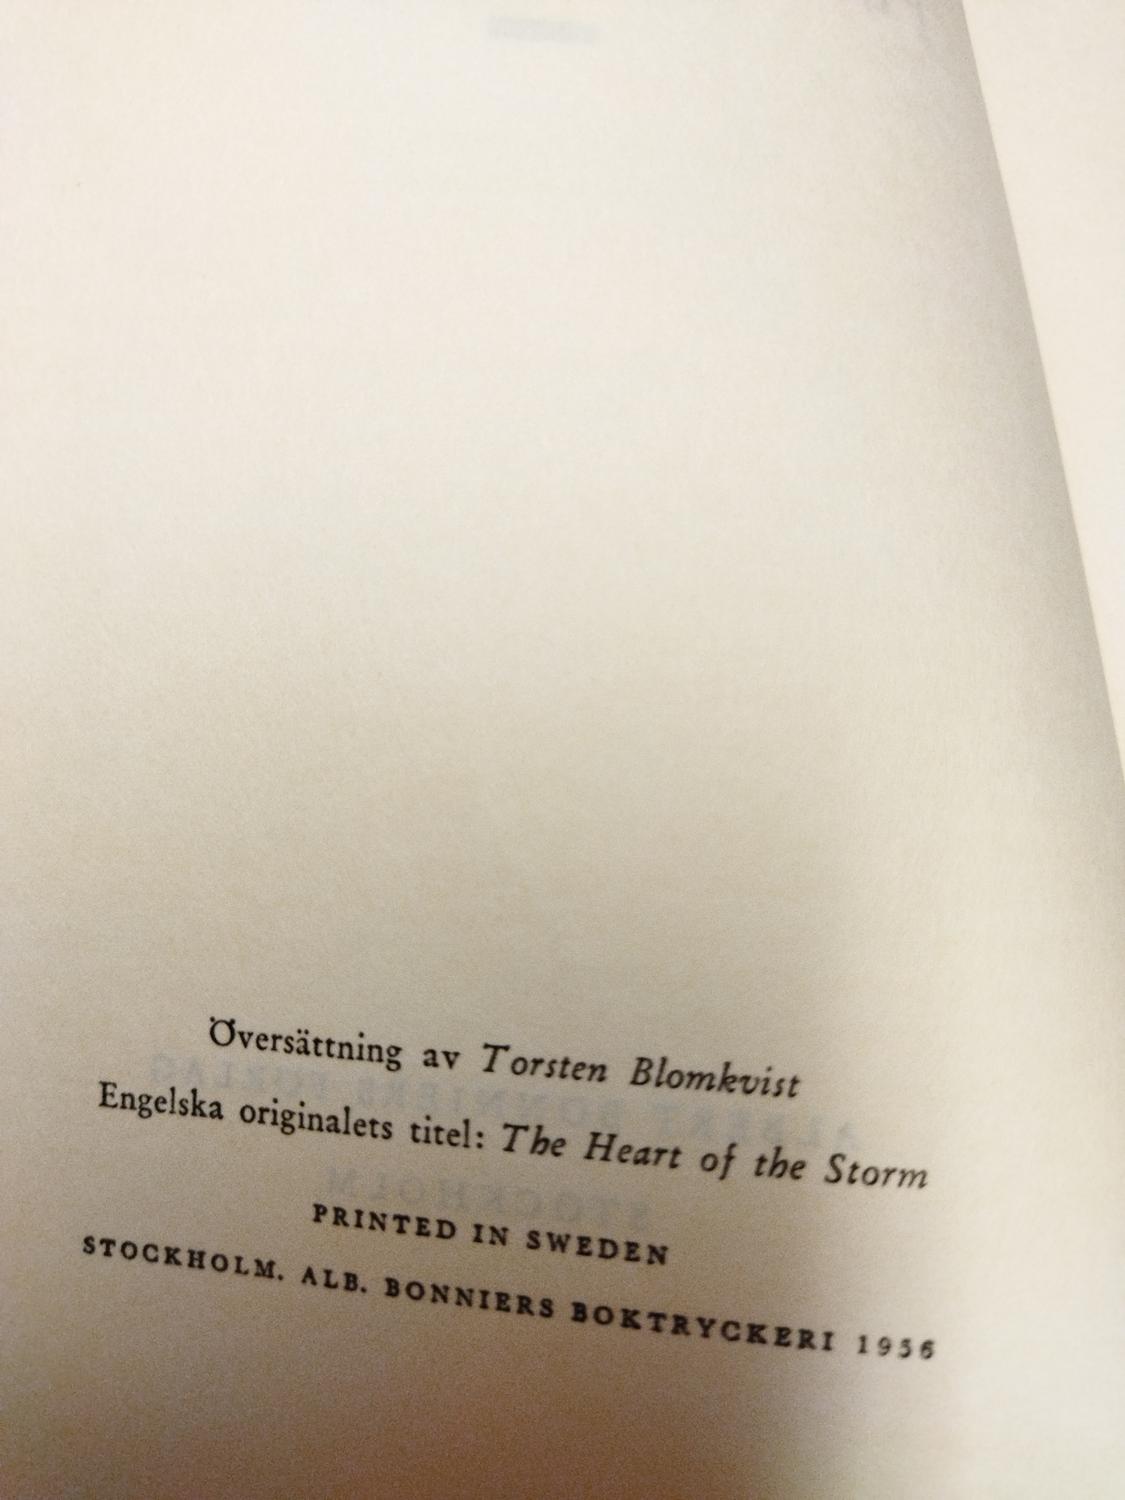 Översättning av Torsten Blomkvist
Engelska originalets titel: The Heart of the Storm
PRINTED IN SWEDEN
STOCKHOLM. ALB. BONNIERS BOKTRYCKERI 1956